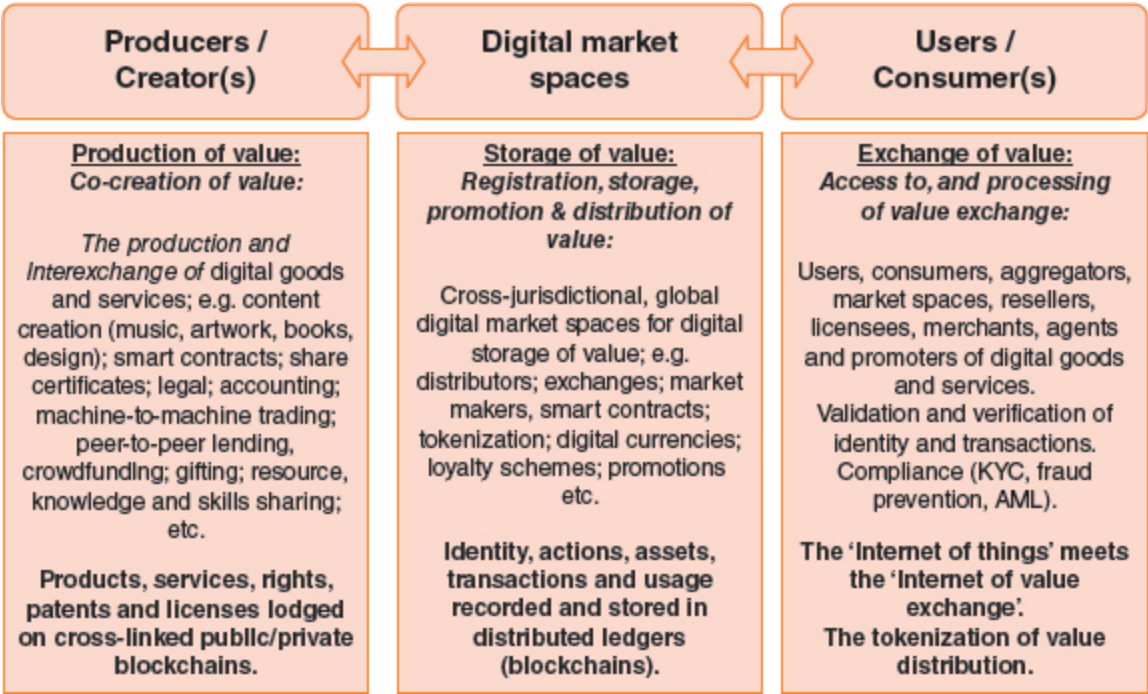 Producers /
Creator(s)
Digital market
spaces
Users /
Consumer(s)
Production of value:
Co-creation of value:
The production and
Interexchange of digital goods
and services; e.g. content
creation (music, artwork, books,
design); smart contracts; share
certificates; legal; accounting;
machine-to-machine trading;
peer-to-peer lending,
crowdfunding; gifting; resource,
knowledge and skills sharing;
etc.
Products, services, rights,
patents and licenses lodged
on cross-linked public/private
blockchains.
Storage of value:
Registration, storage,
promotion & distribution of
value:
Cross-jurisdictional, global
digital market spaces for digital
storage of value; e.g.
distributors; exchanges; market
makers, smart contracts;
tokenization; digital currencies;
loyalty schemes; promotions
etc.
Identity, actions, assets,
transactions and usage
recorded and stored in
distributed ledgers
(blockchains).
Exchange of value:
Access to, and processing
of value exchange:
Users, consumers, aggregators,
market spaces, resellers,
licensees, merchants, agents
and promoters of digital goods
and services.
Validation and verification of
identity and transactions.
Compliance (KYC, fraud
prevention, AML).
The ‘Internet of things’ meets
the ‘Internet of value
exchange’.
The tokenization of value
distribution.